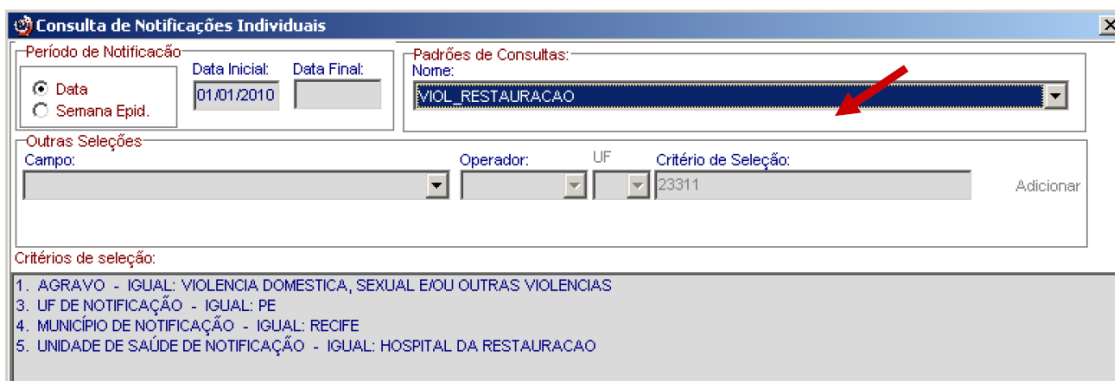 Consulta de Notificações Individuais
Período de Notificacão
Data
Semana Epid.
Data Inicial:
01/01/2010
Data Final:
Padrões de Consultas:
Nome:
VIOL_RESTAURACAO
Outras Seleções
Campo:
Operador:
UF
Critério de Seleção:
23311
Adicionar
Critérios de seleção:
1. AGRAVO - IGUAL: VIOLENCIA DOMESTICA, SEXUAL E/OU OUTRAS VIOLENCIAS
3. UF DE NOTIFICAÇÃO - IGUAL: PE
4. MUNICÍPIO DE NOTIFICAÇÃO - IGUAL: RECIFE
5. UNIDADE DE SAÚDE DE NOTIFICAÇÃO - IGUAL: HOSPITAL DA RESTAURACAO